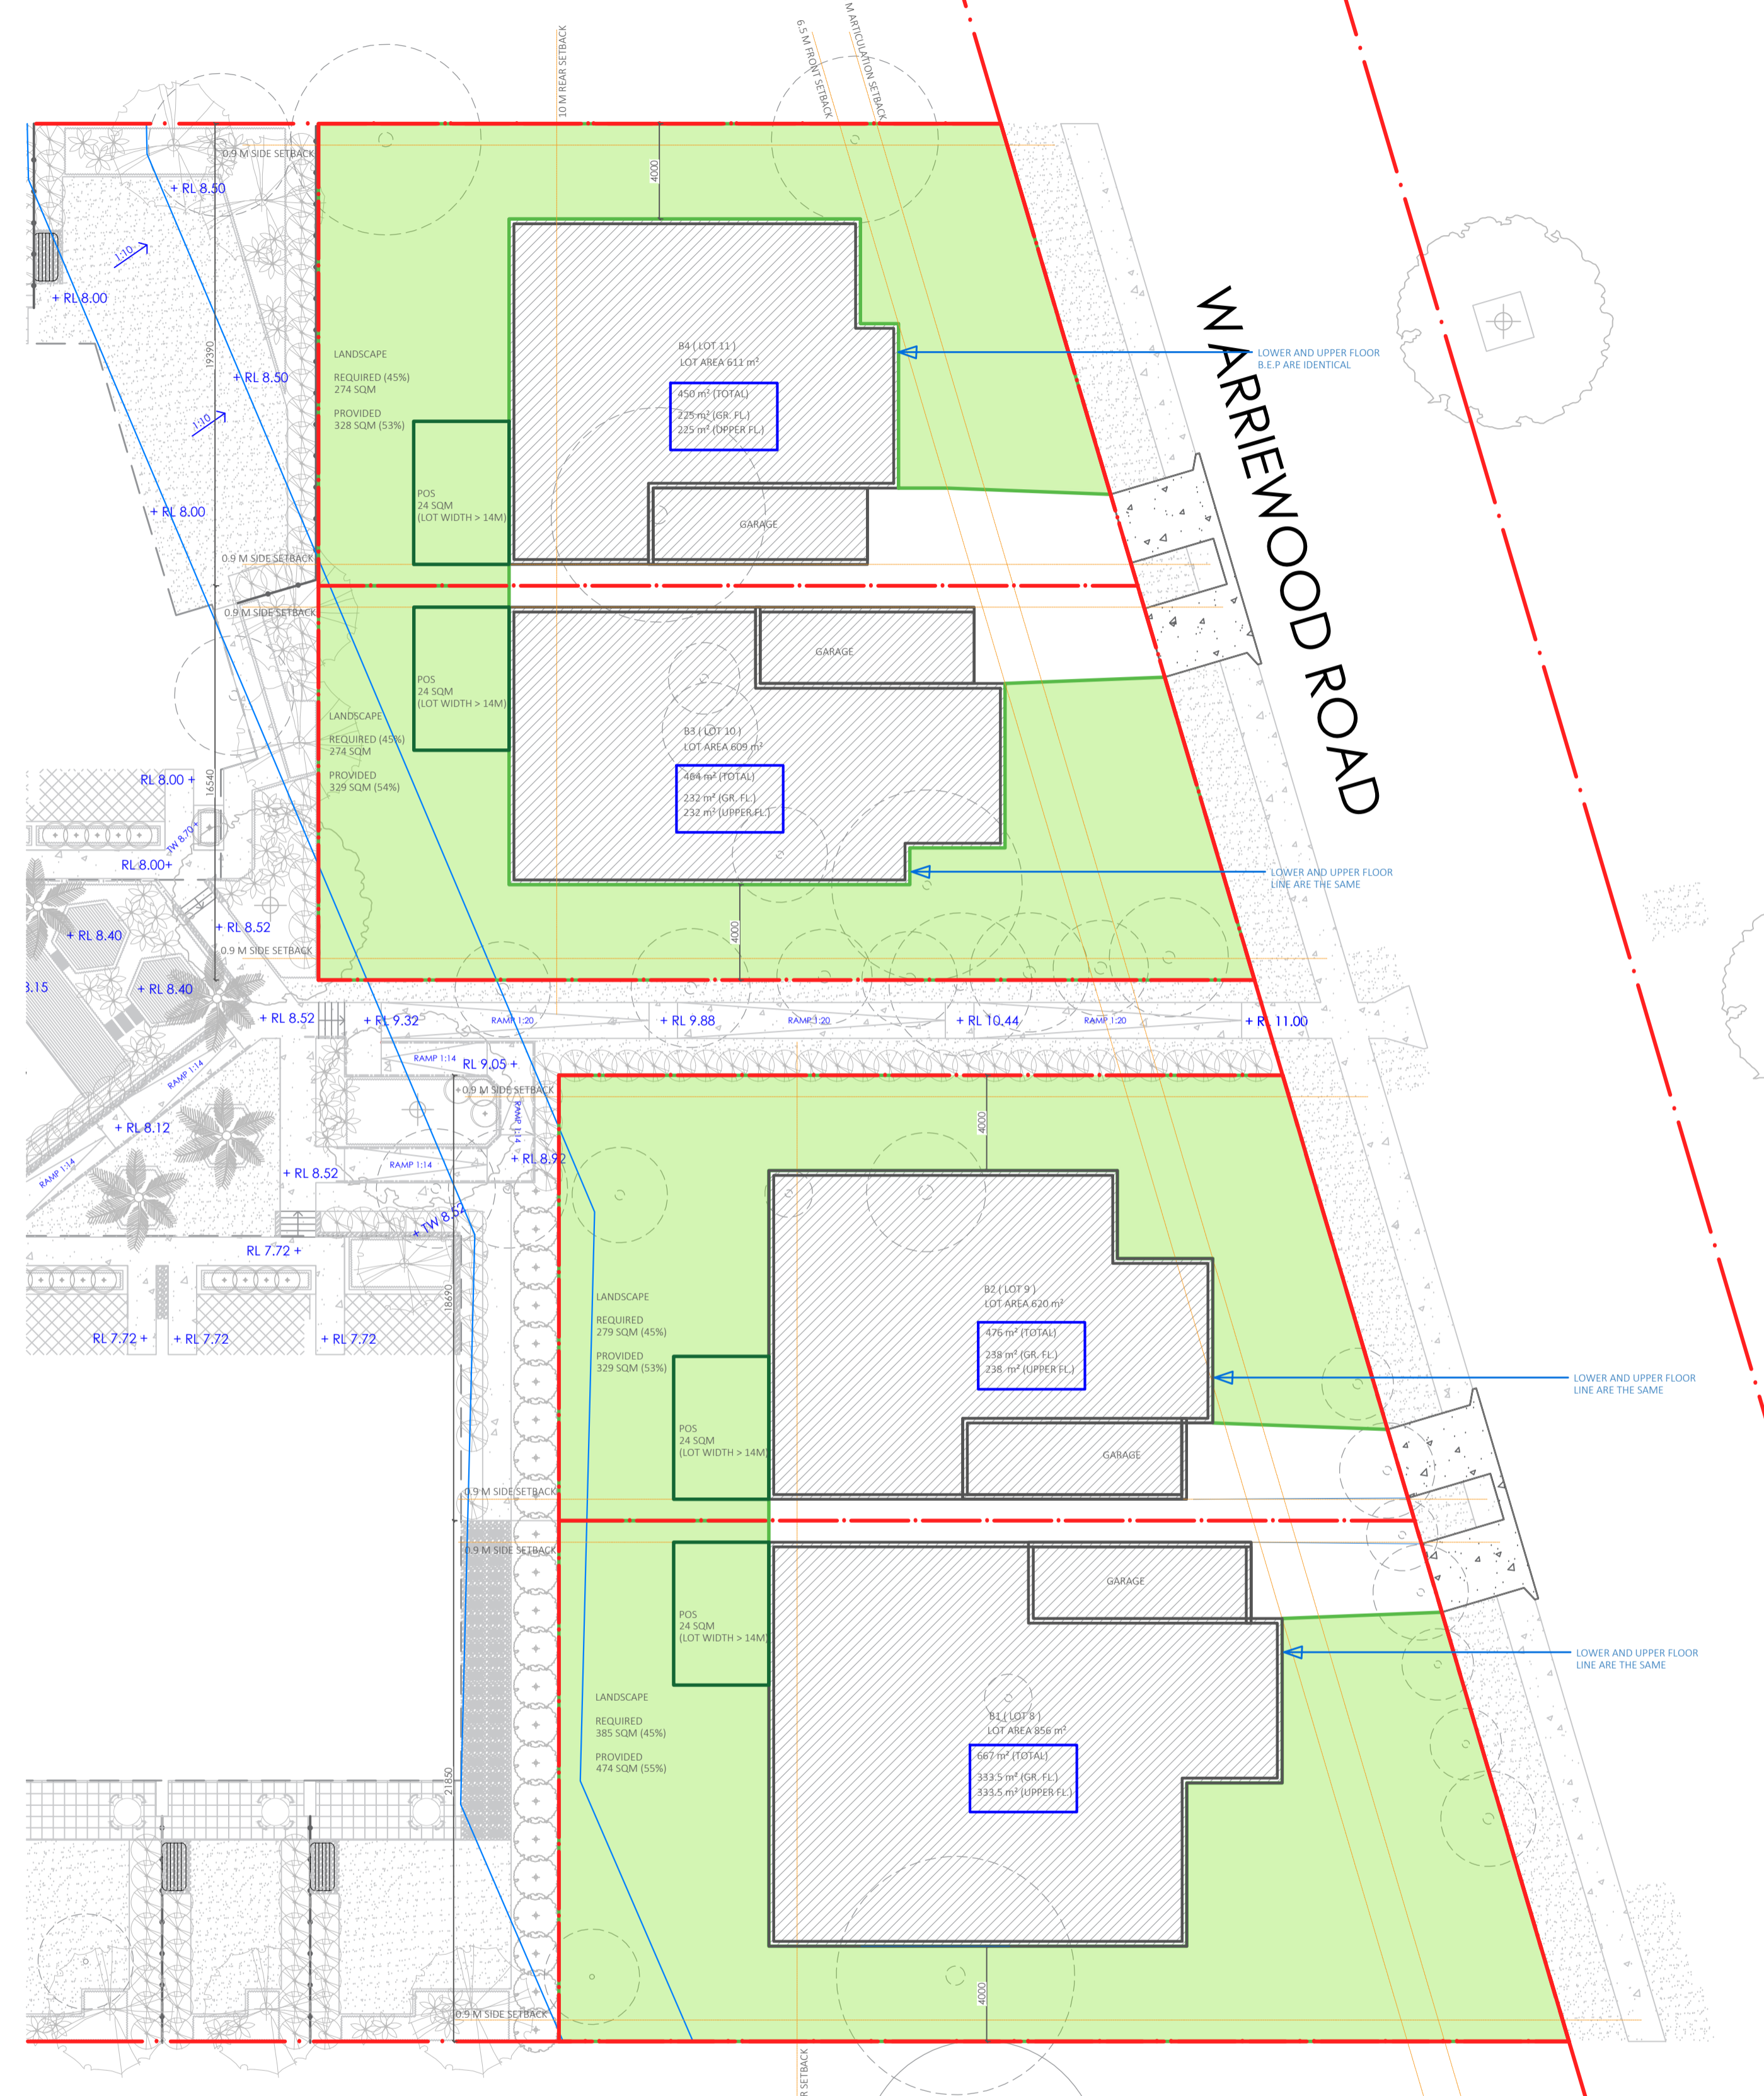 10 M REAR SETBACK
6.5 M FRONT SETBACK
M ARTICULATION SETBACK
0.9 M SIDE SETBACK
+ RL 8.50
1:10
+ RL 8.00
19390
+ RL 8.50
1:10
+ RL 8.00
4000
LANDSCAPE
REQUIRED (45%)
274 SQM
PROVIDED
328 SQM (53%)
B4 ( LOT 11 )
LOT AREA 611 m²
450 m² (TOTAL)
225 m² (GR. FL.)
225 m² (UPPER FL.)
LOWER AND UPPER FLOOR
B.E.P ARE IDENTICAL
WARRIEWOOD ROAD
POS
24 SQM
(LOT WIDTH > 14M)
GARAGE
0.9 M SIDE SETBACK
0.9 M SIDE SETBACK
GARAGE
POS
24 SQM
(LOT WIDTH > 14M)
LANDSCAPE
REQUIRED (45%)
274 SQM
PROVIDED
329 SQM (54%)
B3 ( LOT 10 )
LOT AREA 609 m²
464 m² (TOTAL)
232 m² (GR. FL.)
232 m² (UPPER FL.)
16540
RL 8.00 +
TW 8.70 +
RL 8.00+
LOWER AND UPPER FLOOR
LINE ARE THE SAME
+ RL 8.40
+ RL 8.52
0.9 M SIDE SETBACK
4000
8.15
+ RL 8.40
+ RL 8.52
+ RL 9.32
RAMP 1:20
+ RL 9.88
RAMP 1:20
+ RL 10.44
RAMP 1:20
+ RL 11.00
RAMP 1:14
RL 9.05 +
RAMP 1:14
0.9 M SIDE SETBACK
RAMP 1:14
4000
+ RL 8.12
RAMP 1:14
+ RL 8.52
RAMP 1:14
+ RL 8.92
+ TW 8.52
RL 7.72 +
18690
RL 7.72 +
+ RL 7.72
+ RL 7.72
LANDSCAPE
REQUIRED
279 SQM (45%)
PROVIDED
329 SQM (53%)
B2 ( LOT 9 )
LOT AREA 620 m²
476 m² (TOTAL)
238 m² (GR. FL.)
238 m² (UPPER FL.)
LOWER AND UPPER FLOOR
LINE ARE THE SAME
POS
24 SQM
(LOT WIDTH > 14M)
GARAGE
0.9 M SIDE SETBACK
0.9 M SIDE SETBACK
GARAGE
POS
24 SQM
(LOT WIDTH > 14M)
LOWER AND UPPER FLOOR
LINE ARE THE SAME
LANDSCAPE
REQUIRED
385 SQM (45%)
PROVIDED
474 SQM (55%)
B1 ( LOT 8 )
LOT AREA 856 m²
667 m² (TOTAL)
333.5 m² (GR. FL.)
333.5 m² (UPPER FL.)
21850
4000
0.9 M SIDE SETBACK
R SETBACK